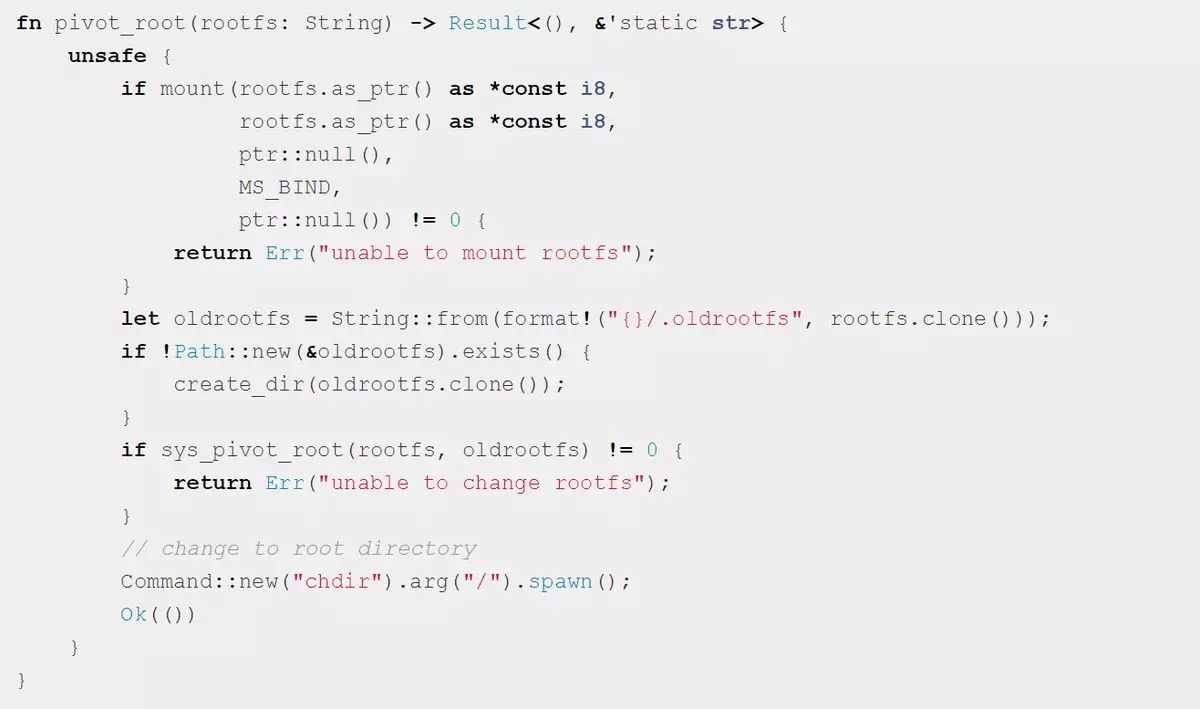 fn pivot_root(rootfs: String) -> Result<(), &'static str> {
    unsafe {
        if mount(rootfs.as_ptr() as *const i8,
                 rootfs.as_ptr() as *const i8,
                 ptr::null(),
                 MS_BIND,
                 ptr::null()) != 0 {
            return Err("unable to mount rootfs");
        }
        let oldrootfs = String::from(format!("{}/.oldrootfs", rootfs.clone()));
        if !Path::new(&oldrootfs).exists() {
            create_dir(oldrootfs.clone());
        }
        if sys_pivot_root(rootfs, oldrootfs) != 0 {
            return Err("unable to change rootfs");
        }
        // change to root directory
        Command::new("chdir").arg("/").spawn();
        Ok(())
    }
}